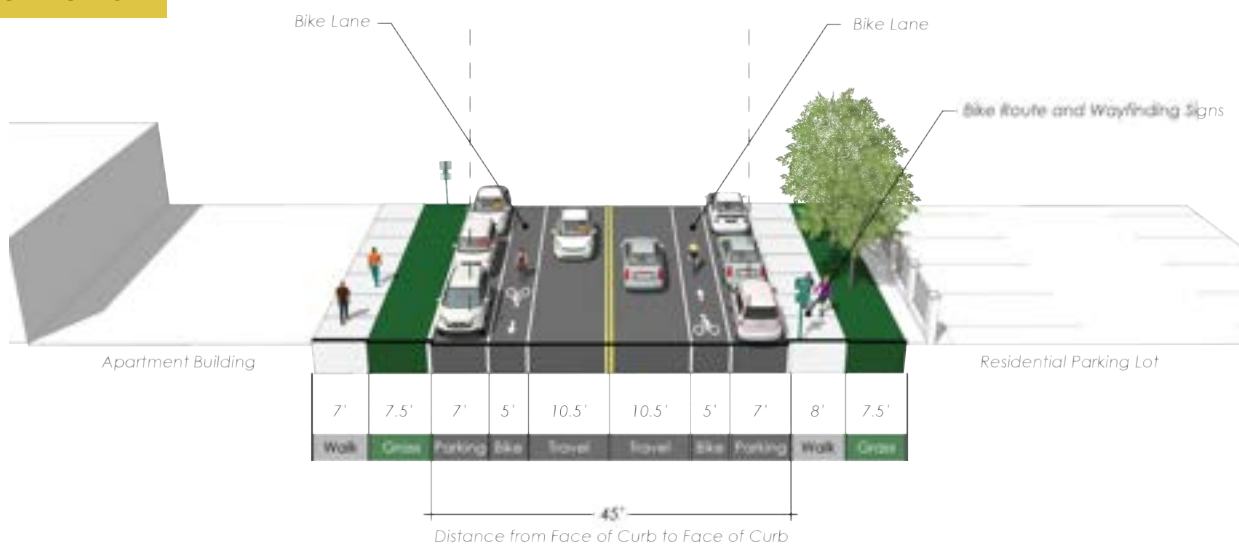 Bike Lane
Bike Lane
Bike Route and Wayfinding Signs
Apartment Building
Residential Parking Lot
7' 7.5' 7' 5' 10.5' 10.5' 5' 7' 8' 7.5'
Walk Grass Parking Bike Travel Travel Bike Parking Walk Grass
45'
Distance from Face of Curb to Face of Curb